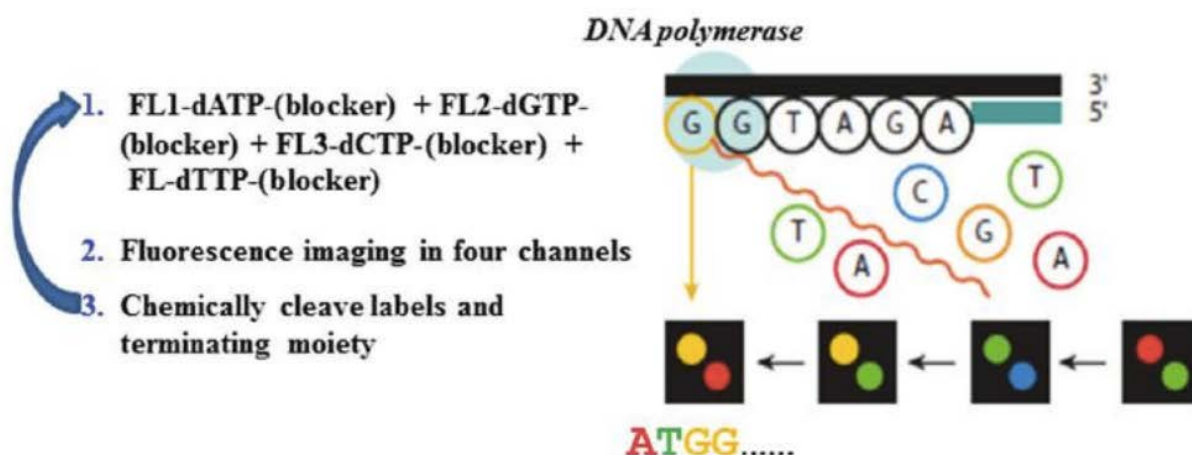 DNA polymerase
1. FL1-dATP-(blocker) + FL2-dGTP-
(blocker) + FL3-dCTP-(blocker) +
FL-dTTP-(blocker)
2. Fluorescence imaging in four channels
3. Chemically cleave labels and
terminating moiety
3'
5'
G G T A G A
T
C
T
G
A
A
ATGG......